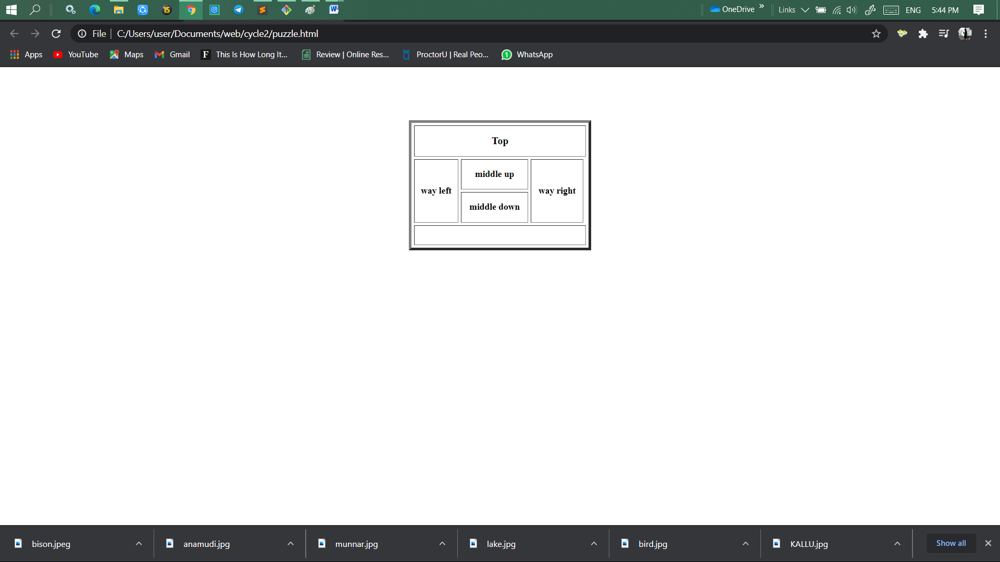 15
W
OneDrive
»
Links
ENG
5:44 PM
File
C:/Users/user/Documents/web/cycle2/puzzle.html
Apps
YouTube
Maps
Gmail
F
This Is How Long It...
Review | Online Res...
ProctorU | Real Peo...
1
WhatsApp
Top
middle up
way left
way right
middle down
bison.jpeg
anamudi.jpg
munnar.jpg
lake.jpg
bird.jpg
KALLU.jpg
Show all